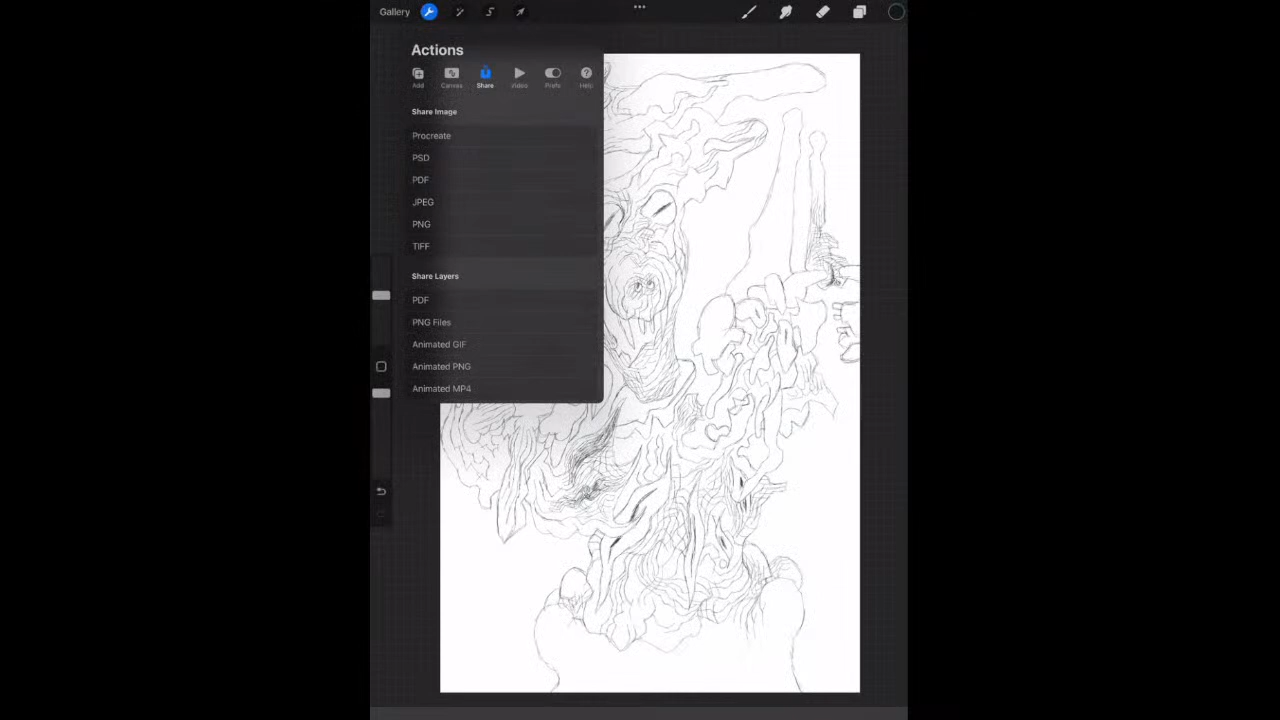 Gallery
Actions
Add Canvas Share Video Prefs Help
Share Image
Procreate
PSD
PDF
JPEG
PNG
TIFF
Share Layers
PDF
PNG Files
Animated GIF
Animated PNG
Animated MP4